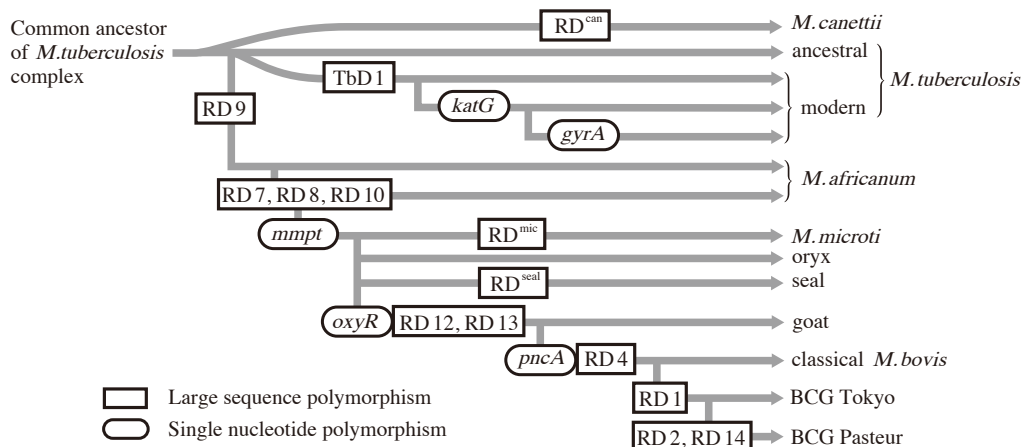 Common ancestor
of M.tuberculosis
complex
RD^can
M.canettii
ancestral
TbD1
M.tuberculosis
katG
modern
RD9
gyrA
M.africanum
RD7, RD8, RD10
mmpt
RD^mic
M.microti
oryx
RD^seal
seal
oxyR
RD12, RD13
goat
pncA
RD4
classical M.bovis
Large sequence polymorphism
RD1
BCG Tokyo
Single nucleotide polymorphism
RD2, RD14
BCG Pasteur